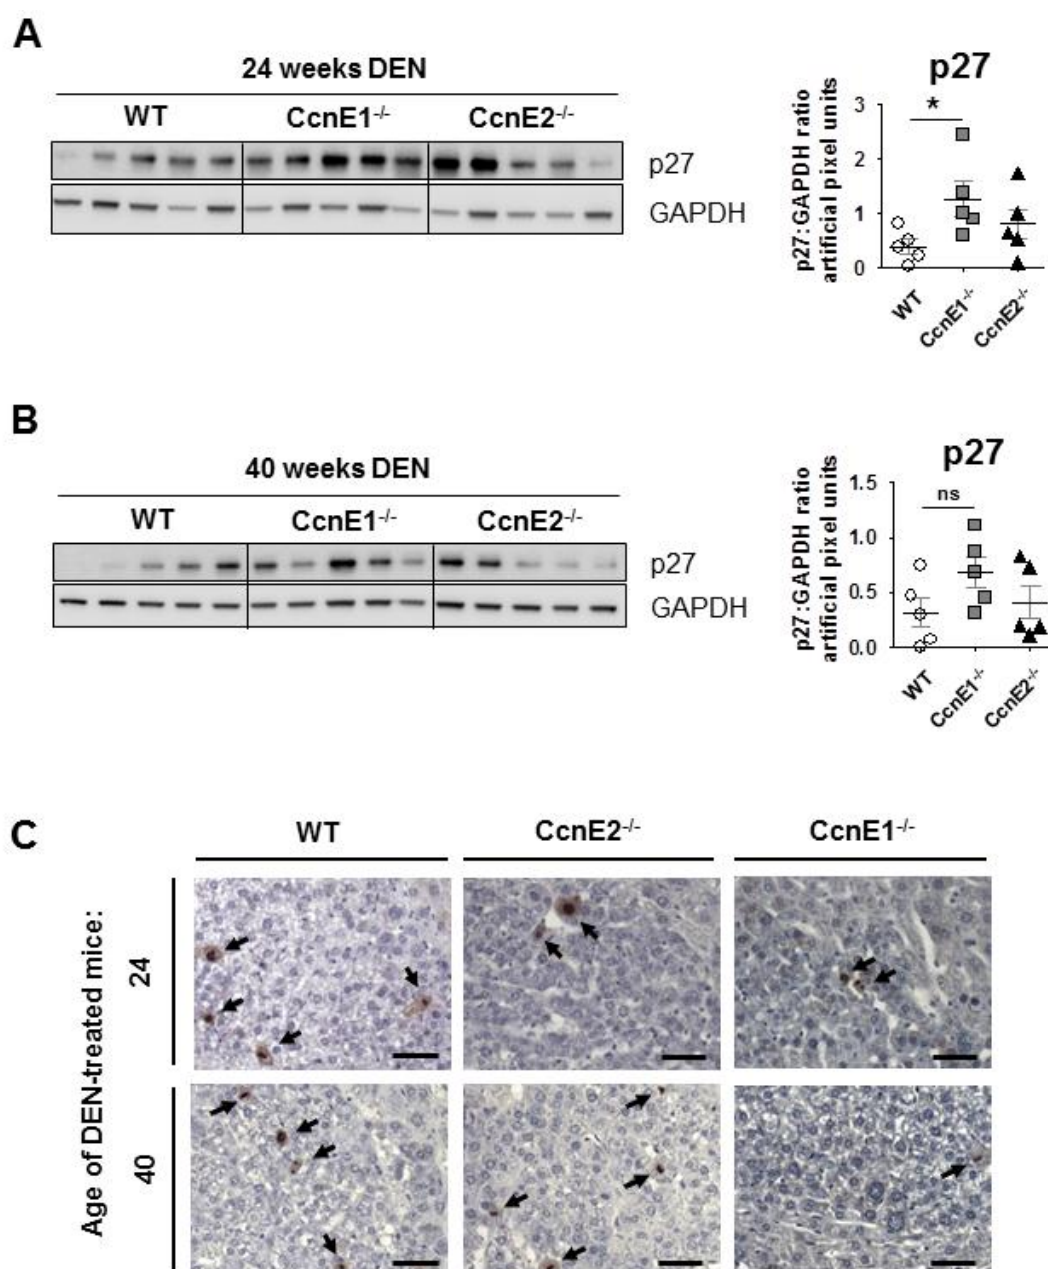 A
24 weeks DEN
WT CcnE1-/- CcnE2-/-
p27
GAPDH
p27
p27:GAPDH ratio
artificial pixel units
3
*
2
1
0
WT
CcnE1-/-
CcnE2-/-
B
40 weeks DEN
WT CcnE1-/- CcnE2-/-
p27
GAPDH
p27
p27:GAPDH ratio
artificial pixel units
1.5
ns
1.0
0.5
0.0
WT
CcnE1-/-
CcnE2-/-
C
WT CcnE2-/- CcnE1-/-
Age of DEN-treated mice:
24
40